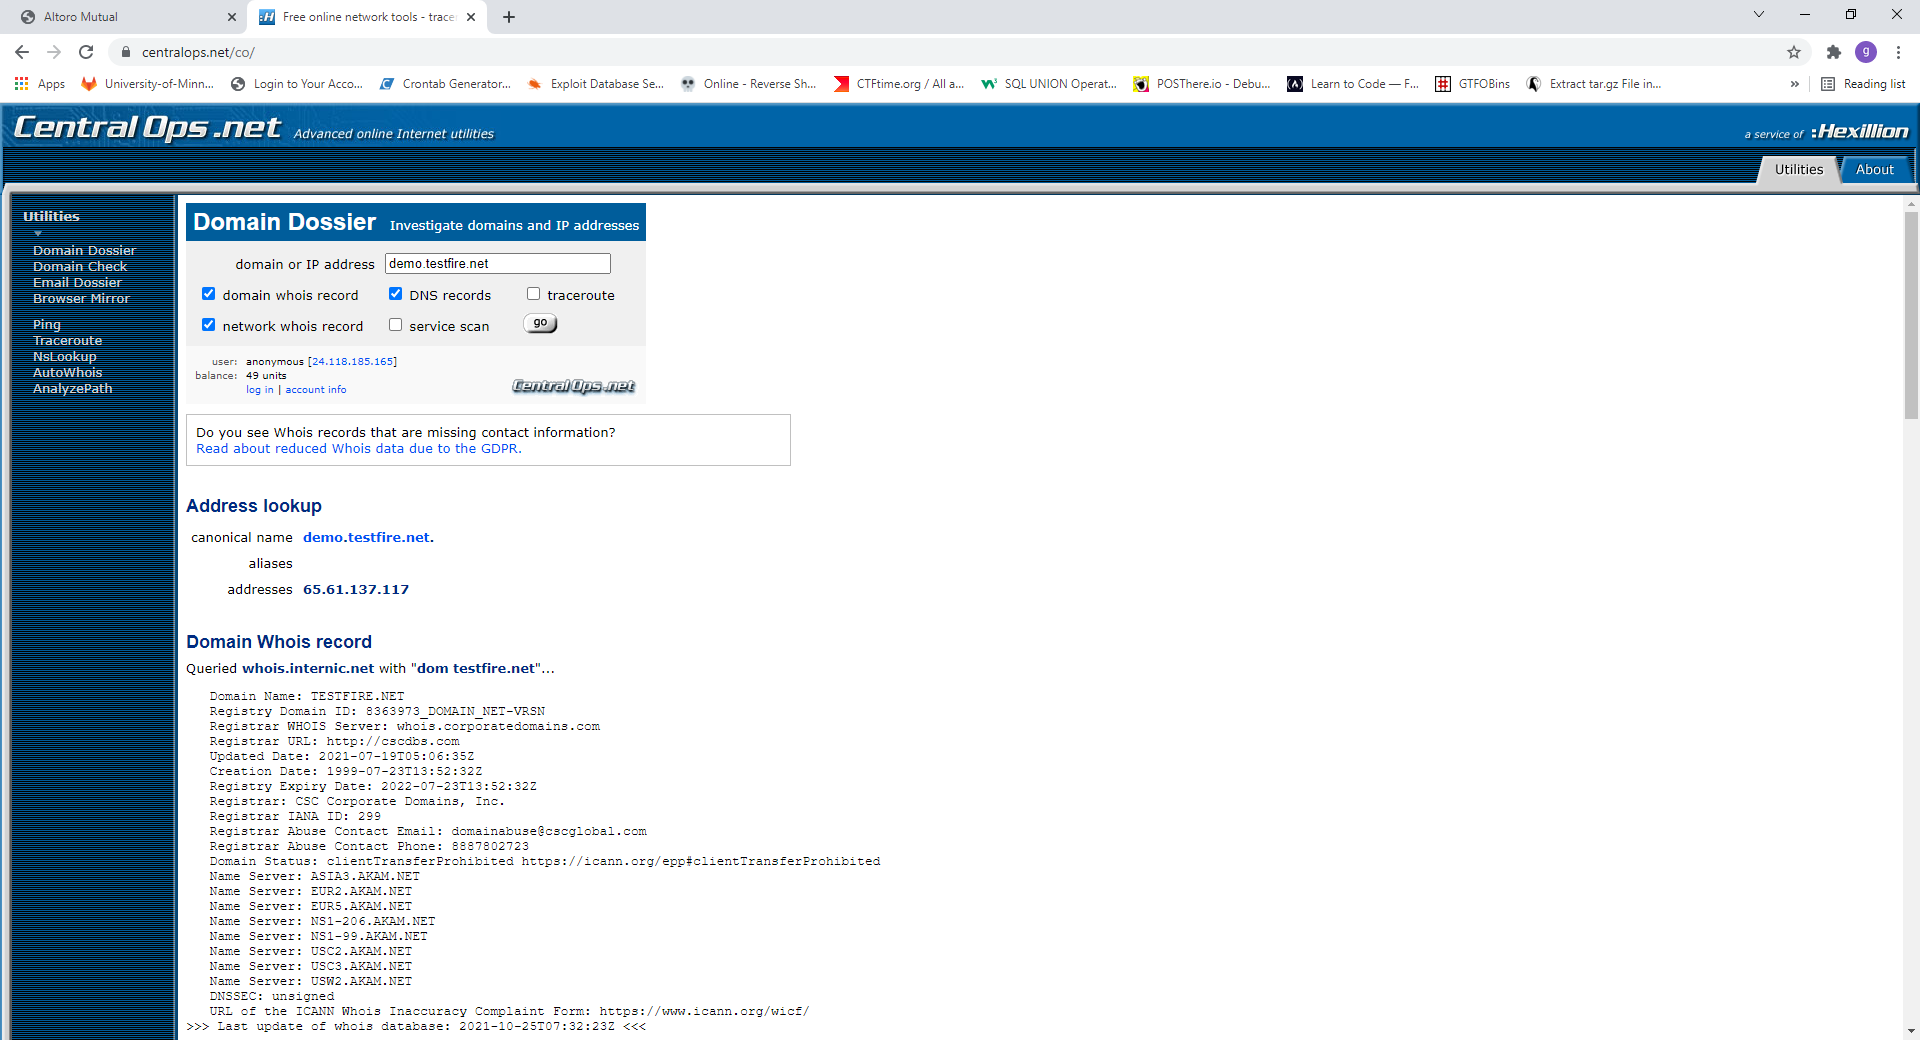 Altoro Mutual
Free online network tools - tracer
centralops.net/co/
g
Apps
University-of-Minn...
Login to Your Acco...
Crontab Generator...
Exploit Database Se...
Online - Reverse Sh...
CTFtime.org / All a...
SQL UNION Operat...
POSThere.io - Debu...
Learn to Code — F...
GTFOBins
Extract tar.gz File in...
»
Reading list
Central Ops .net Advanced online Internet utilities
a service of :Hexillion
Utilities About
Utilities
Domain Dossier
Domain Check
Email Dossier
Browser Mirror
Ping
Traceroute
NsLookup
AutoWhois
AnalyzePath
Domain Dossier Investigate domains and IP addresses
domain or IP address demo.testfire.net
domain whois record DNS records traceroute
network whois record service scan go
user: anonymous [24.118.185.165]
balance: 49 units
log in | account info
Central Ops .net
Do you see Whois records that are missing contact information?
Read about reduced Whois data due to the GDPR.
Address lookup
canonical name demo.testfire.net.
aliases
addresses 65.61.137.117
Domain Whois record
Queried whois.internic.net with "dom testfire.net"...
Domain Name: TESTFIRE.NET
Registry Domain ID: 8363973_DOMAIN_NET-VRSN
Registrar WHOIS Server: whois.corporatedomains.com
Registrar URL: http://cscdbs.com
Updated Date: 2021-07-19T05:06:35Z
Creation Date: 1999-07-23T13:52:32Z
Registry Expiry Date: 2022-07-23T13:52:32Z
Registrar: CSC Corporate Domains, Inc.
Registrar IANA ID: 299
Registrar Abuse Contact Email: domainabuse@cscglobal.com
Registrar Abuse Contact Phone: 8887802723
Domain Status: clientTransferProhibited https://icann.org/epp#clientTransferProhibited
Name Server: ASIA3.AKAM.NET
Name Server: EUR2.AKAM.NET
Name Server: EUR5.AKAM.NET
Name Server: NS1-206.AKAM.NET
Name Server: NS1-99.AKAM.NET
Name Server: USC2.AKAM.NET
Name Server: USC3.AKAM.NET
Name Server: USW2.AKAM.NET
DNSSEC: unsigned
URL of the ICANN Whois Inaccuracy Complaint Form: https://www.icann.org/wicf/
>>> Last update of whois database: 2021-10-25T07:32:23Z <<<